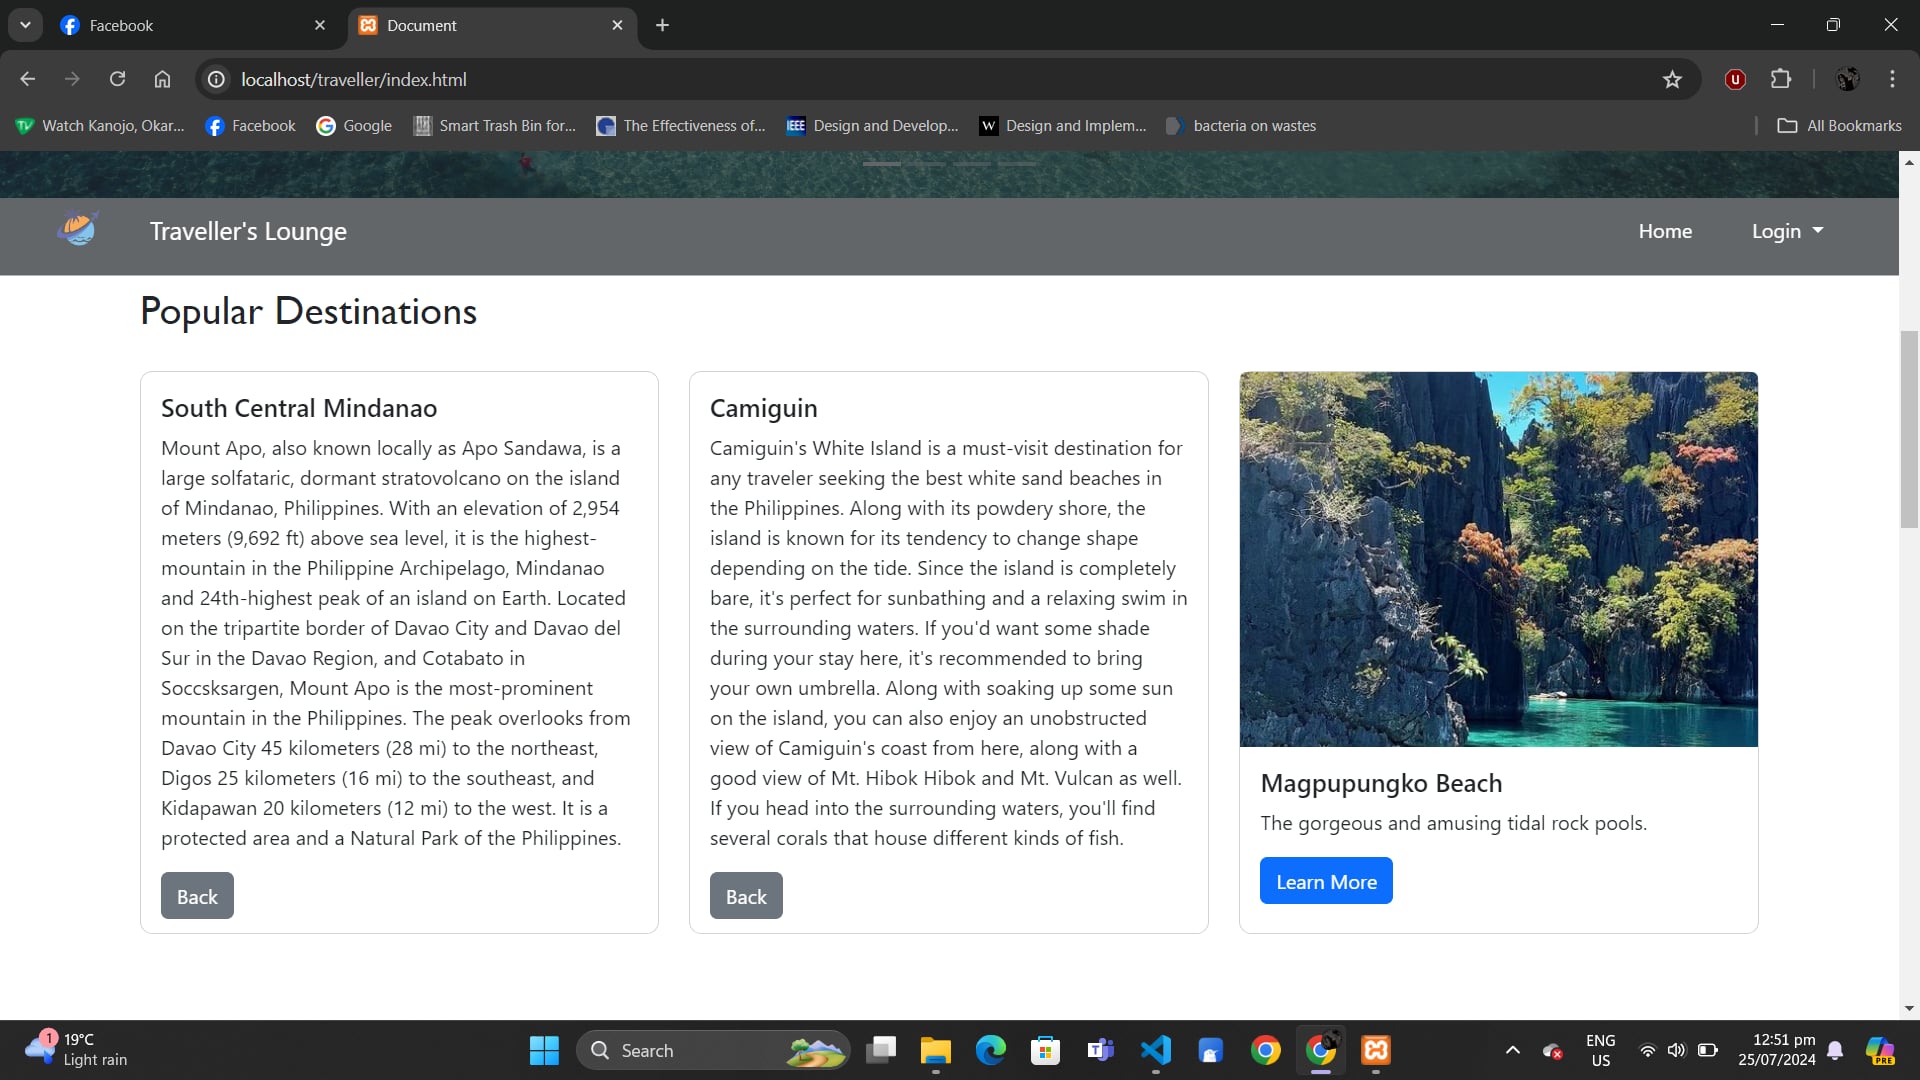 Facebook
Document
localhost/traveller/index.html
Watch Kanojo, Okar...
Facebook
Google
Smart Trash Bin for...
The Effectiveness of...
IEEE
Design and Develop...
W
Design and Implem...
bacteria on wastes
All Bookmarks
Traveller's Lounge
Home
Login
Popular Destinations
South Central Mindanao
Mount Apo, also known locally as Apo Sandawa, is a
large solfataric, dormant stratovolcano on the island
of Mindanao, Philippines. With an elevation of 2,954
meters (9,692 ft) above sea level, it is the highest-
mountain in the Philippine Archipelago, Mindanao
and 24th-highest peak of an island on Earth. Located
on the tripartite border of Davao City and Davao del
Sur in the Davao Region, and Cotabato in
Soccsksargen, Mount Apo is the most-prominent
mountain in the Philippines. The peak overlooks from
Davao City 45 kilometers (28 mi) to the northeast,
Digos 25 kilometers (16 mi) to the southeast, and
Kidapawan 20 kilometers (12 mi) to the west. It is a
protected area and a Natural Park of the Philippines.
Back
Camiguin
Camiguin's White Island is a must-visit destination for
any traveler seeking the best white sand beaches in
the Philippines. Along with its powdery shore, the
island is known for its tendency to change shape
depending on the tide. Since the island is completely
bare, it's perfect for sunbathing and a relaxing swim in
the surrounding waters. If you'd want some shade
during your stay here, it's recommended to bring
your own umbrella. Along with soaking up some sun
on the island, you can also enjoy an unobstructed
view of Camiguin's coast from here, along with a
good view of Mt. Hibok Hibok and Mt. Vulcan as well.
If you head into the surrounding waters, you'll find
several corals that house different kinds of fish.
Back
Magpupungko Beach
The gorgeous and amusing tidal rock pools.
Learn More
1
19°C
Light rain
Search
ENG
US
12:51 pm
25/07/2024
PRE